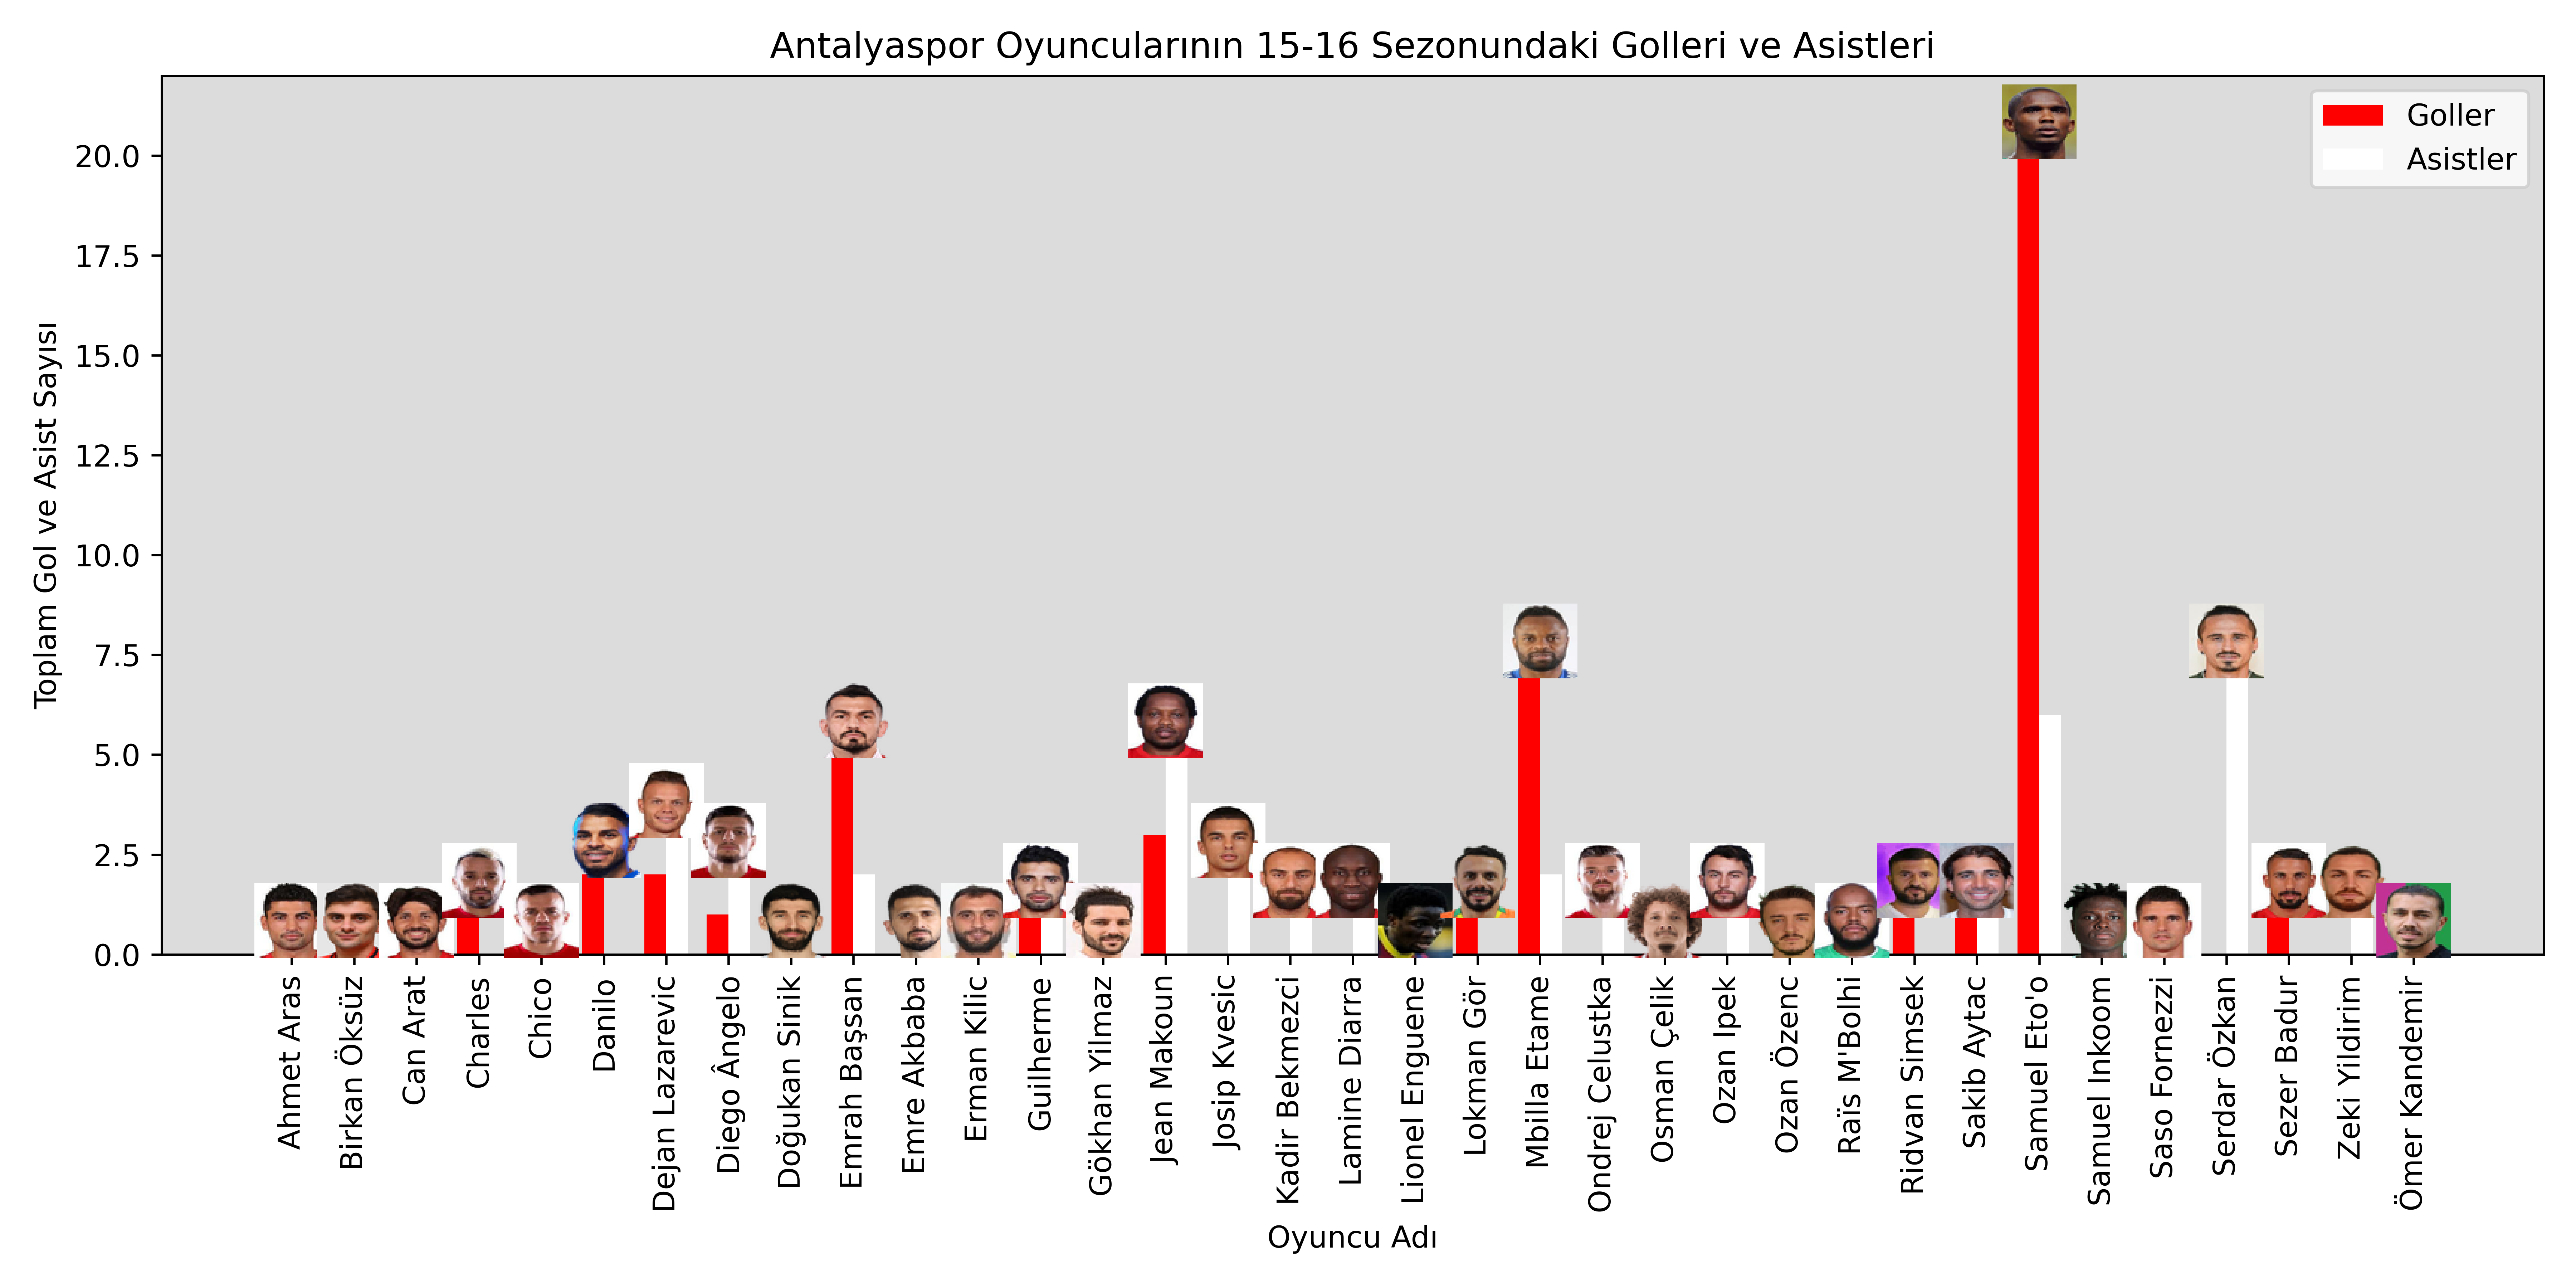 Antalyaspor Oyuncularının 15-16 Sezonundaki Golleri ve Asistleri
Goller
Asistler
Toplam Gol ve Asist Sayısı
20.0
17.5
15.0
12.5
10.0
7.5
5.0
2.5
0.0
Ahmet Aras
Birkan Öksüz
Can Arat
Charles
Chico
Danilo
Dejan Lazarevic
Diego Ângelo
Doğukan Sinik
Emrah Başsan
Emre Akbaba
Erman Kilic
Guilherme
Gökhan Yilmaz
Jean Makoun
Josip Kvesic
Kadir Bekmezci
Lamine Diarra
Lionel Enguene
Lokman Gör
Mbilla Etame
Ondrej Celustka
Osman Çelik
Ozan Ipek
Ozan Özenc
Raïs M'Bolhi
Ridvan Simsek
Sakib Aytac
Samuel Eto'o
Samuel Inkoom
Saso Fornezzi
Serdar Özkan
Sezer Badur
Zeki Yildirim
Ömer Kandemir
Oyuncu Adı